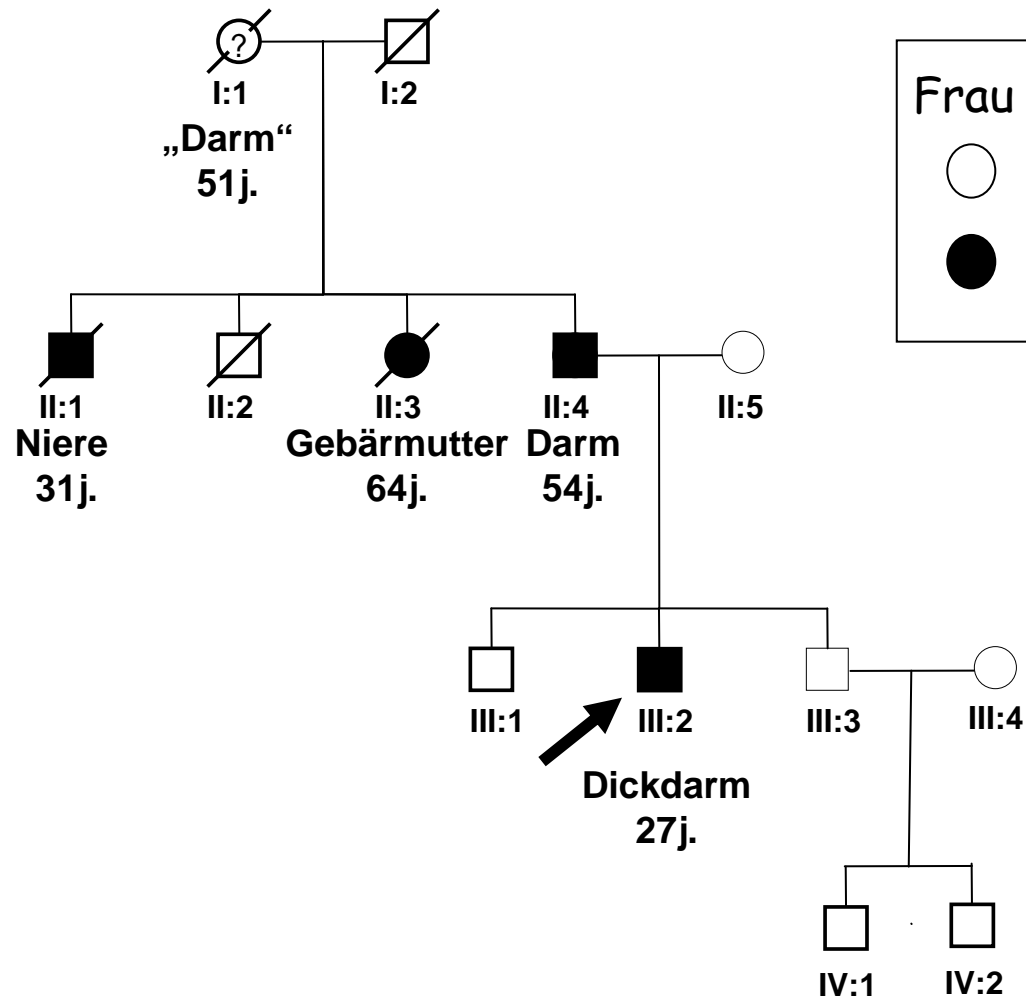 ?
I:1
I:2
„Darm“
51j.
Frau
II:1
II:2
II:3
II:4
II:5
Niere
Gebärmutter
Darm
31j.
64j.
54j.
III:1
III:2
III:3
III:4
Dickdarm
27j.
IV:1
IV:2